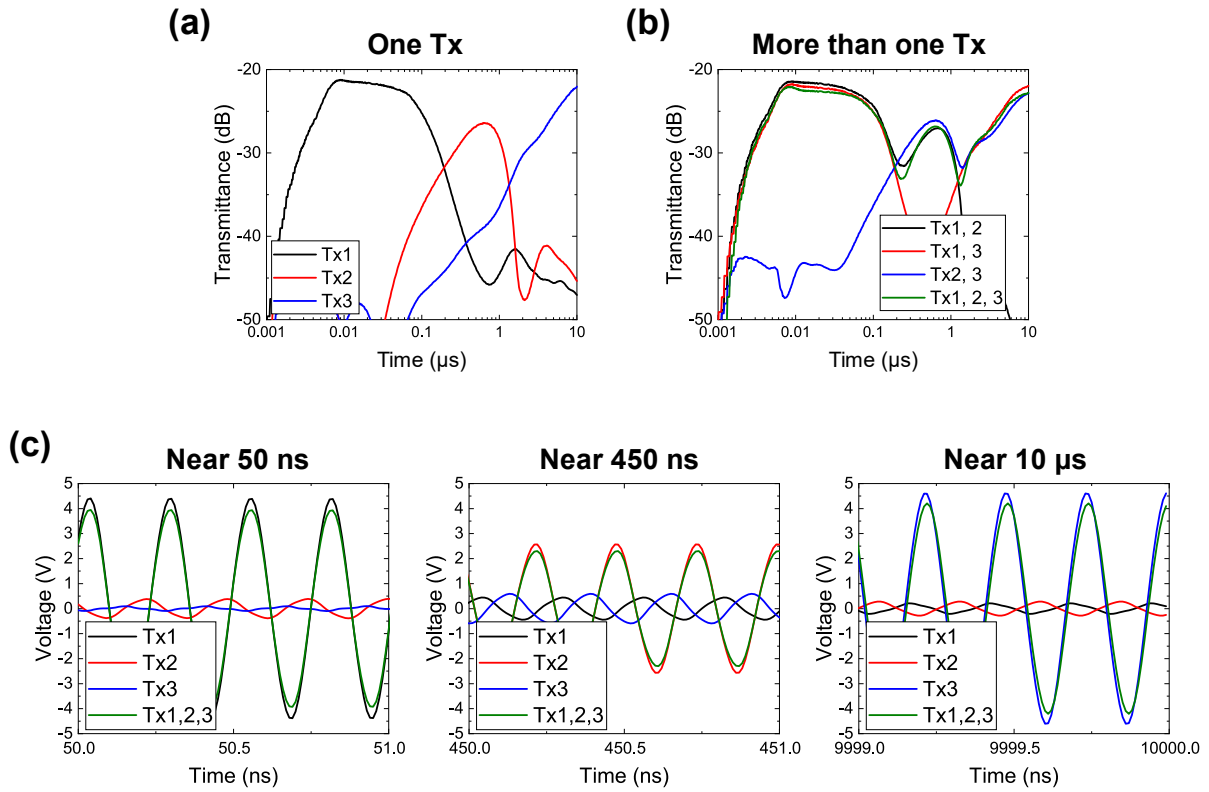 (a)
One Tx
-20
-30
-40
-50
Transmittance (dB)
Tx1
Tx2
Tx3
0.001
0.01
0.1
1
10
Time (µs)
(b)
More than one Tx
-20
-30
-40
-50
Transmittance (dB)
Tx1, 2
Tx1, 3
Tx2, 3
Tx1, 2, 3
0.001
0.01
0.1
1
10
Time (µs)
(c)
Near 50 ns
5
4
3
2
1
0
-1
-2
-3
-4
-5
Voltage (V)
Tx1
Tx2
Tx3
Tx1,2,3
50.0
50.5
51.0
Time (ns)
Near 450 ns
5
4
3
2
1
0
-1
-2
-3
-4
-5
Voltage (V)
Tx1
Tx2
Tx3
Tx1,2,3
450.0
450.5
451.0
Time (ns)
Near 10 µs
5
4
3
2
1
0
-1
-2
-3
-4
-5
Voltage (V)
Tx1
Tx2
Tx3
Tx1,2,3
9999.0
9999.5
10000.0
Time (ns)